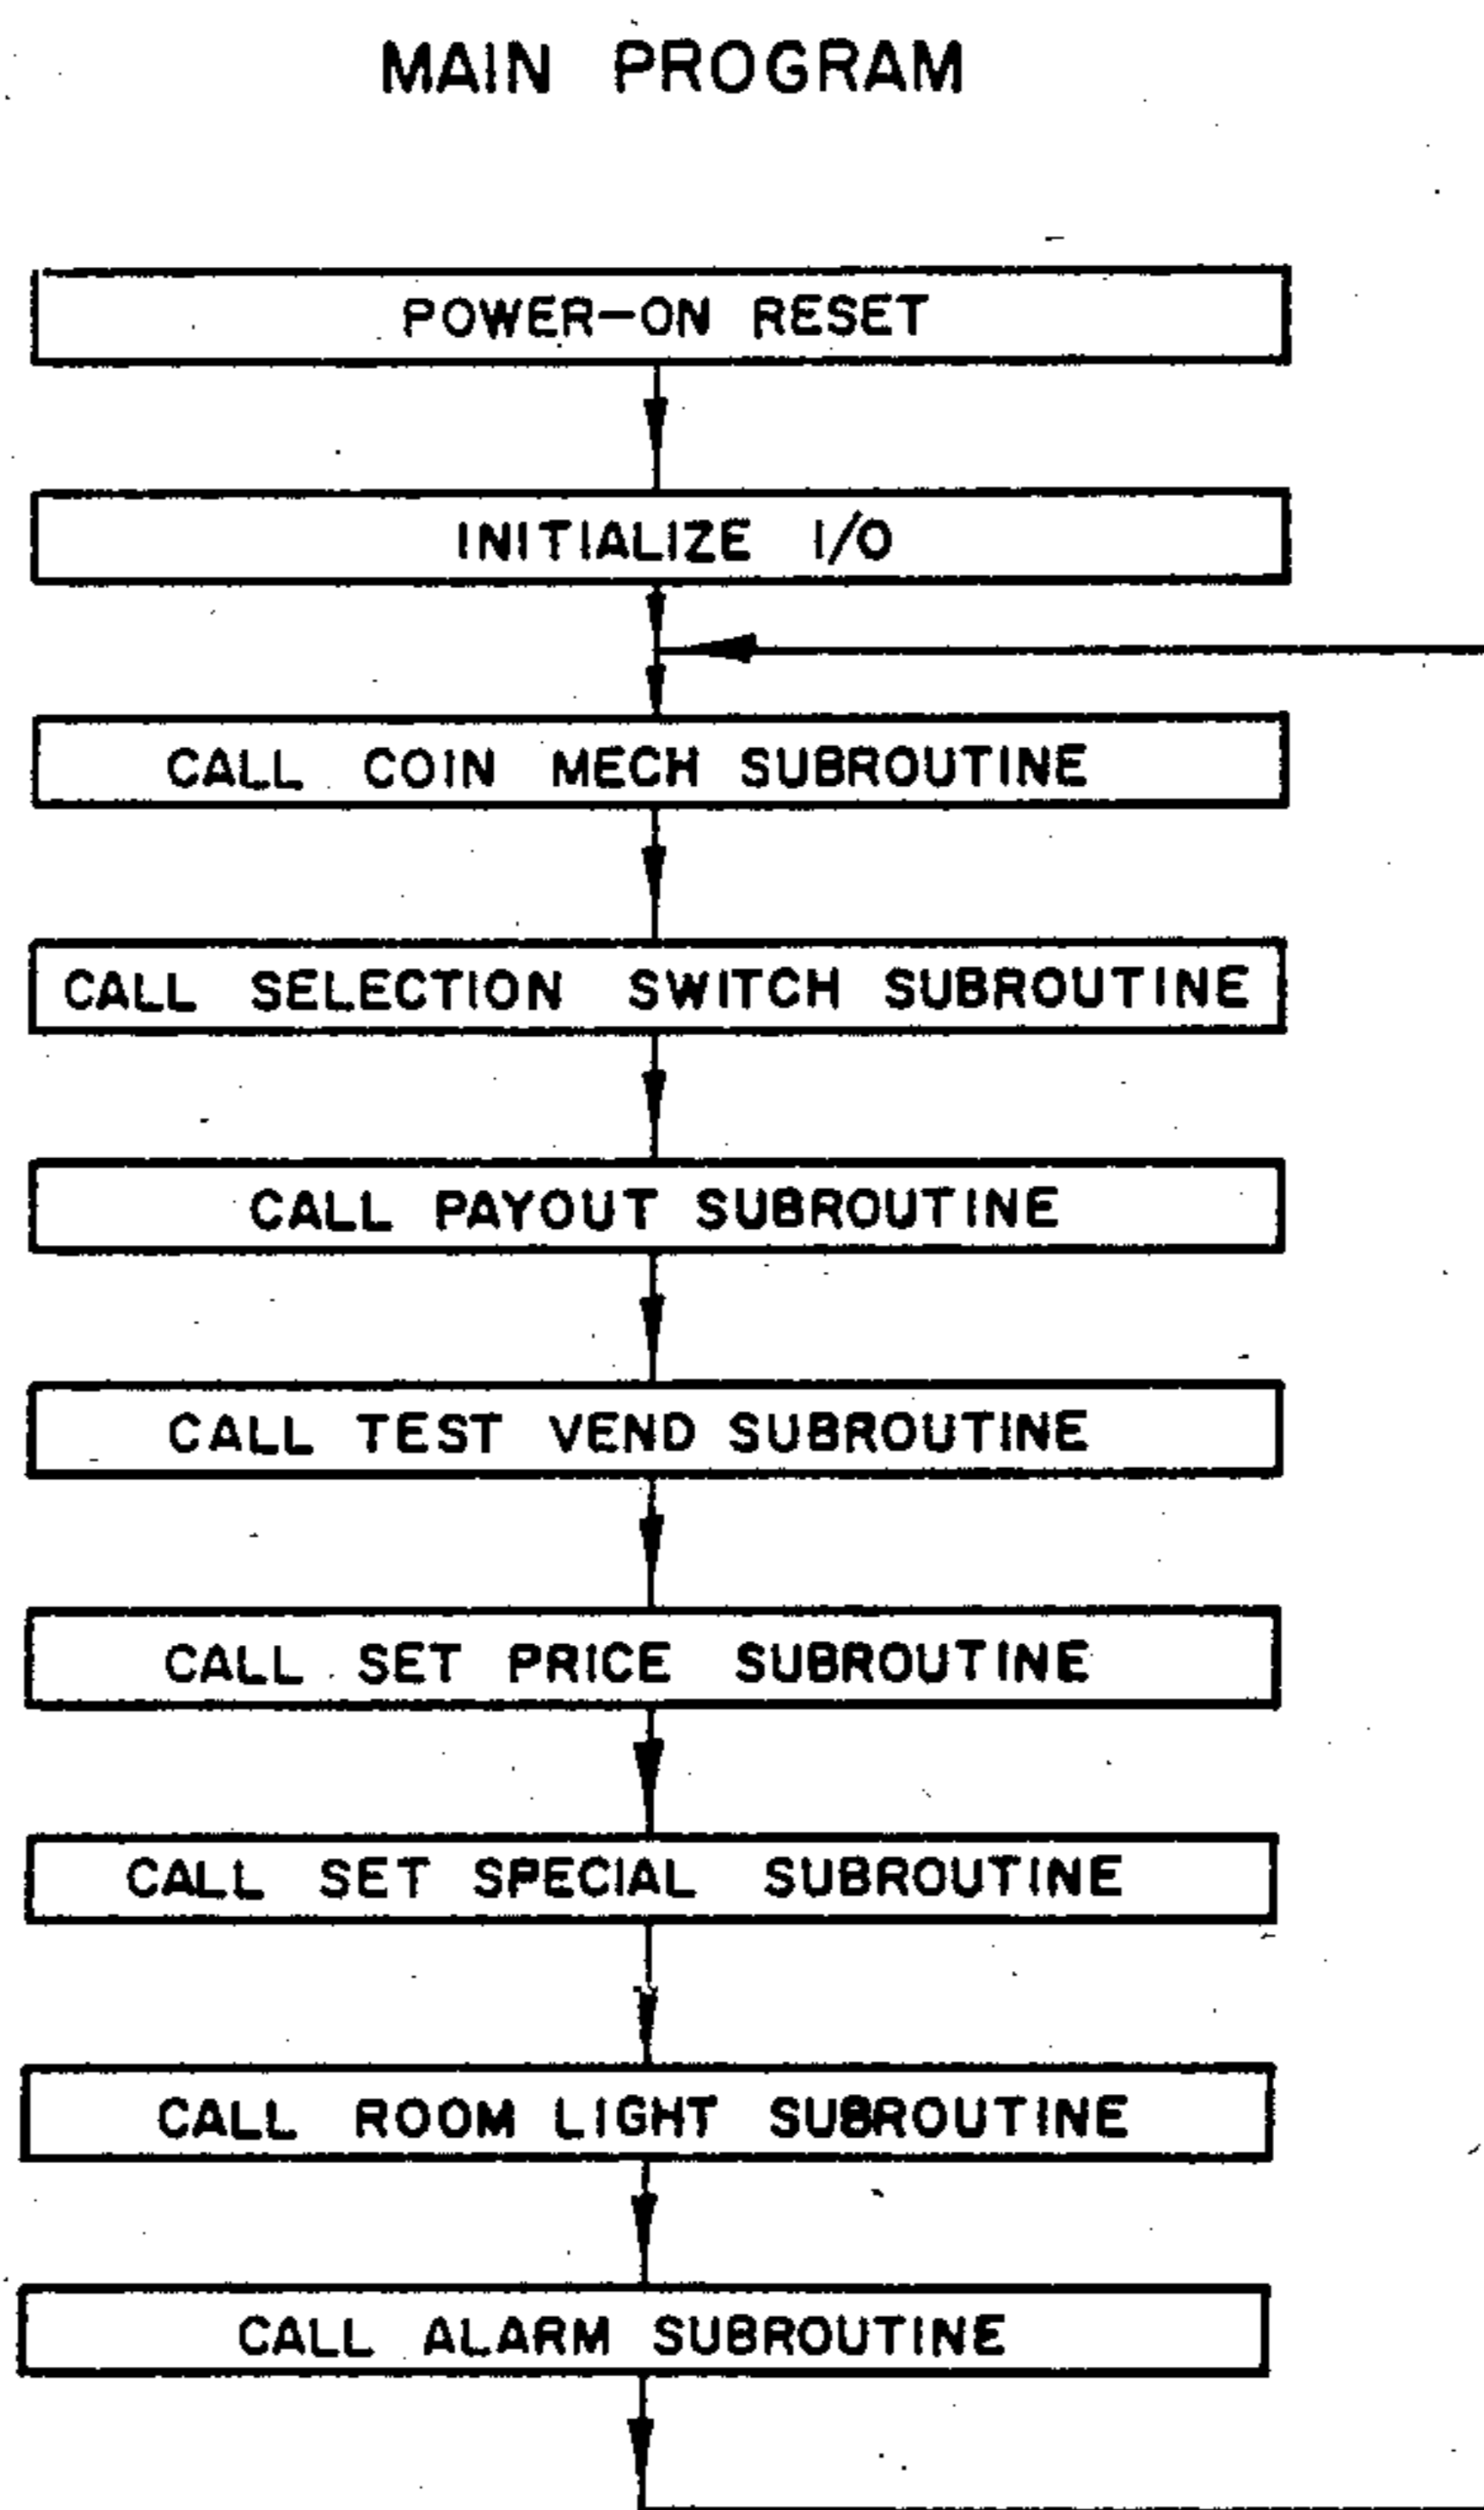 MAIN PROGRAM
POWER-ON RESET
INITIALIZE I/O
CALL COIN MECH SUBROUTINE
CALL SELECTION SWITCH SUBROUTINE
CALL PAYOUT SUBROUTINE
CALL TEST VEND SUBROUTINE
CALL SET PRICE SUBROUTINE
CALL SET SPECIAL SUBROUTINE
CALL ROOM LIGHT SUBROUTINE
CALL ALARM SUBROUTINE